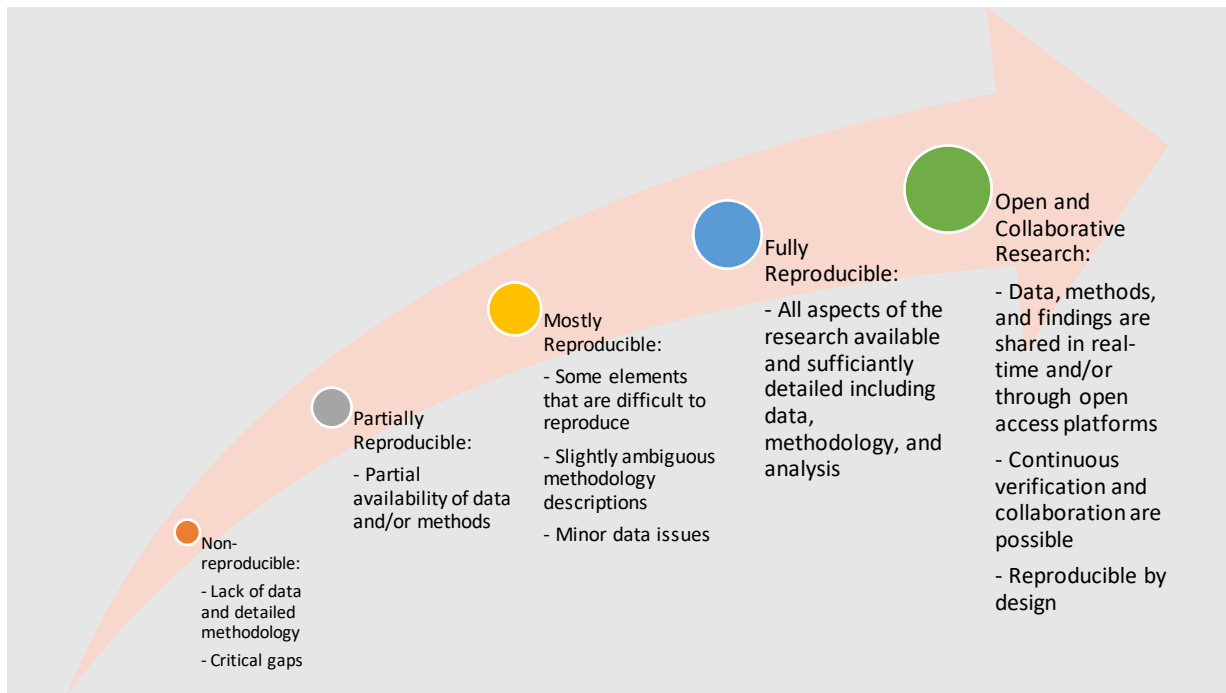 Non-
reproducible:
- Lack of data
and detailed
methodology
- Critical gaps
Partially
Reproducible:
- Partial
availability of data
and/or methods
Mostly
Reproducible:
- Some elements
that are difficult to
reproduce
- Slightly ambiguous
methodology
descriptions
- Minor data issues
Fully
Reproducible:
- All aspects of the
research available
and sufficiantly
detailed including
data,
methodology, and
analysis
Open and
Collaborative
Research:
- Data, methods,
and findings are
shared in real-
time and/or
through open
access platforms
- Continuous
verification and
collaboration are
possible
- Reproducible by
design